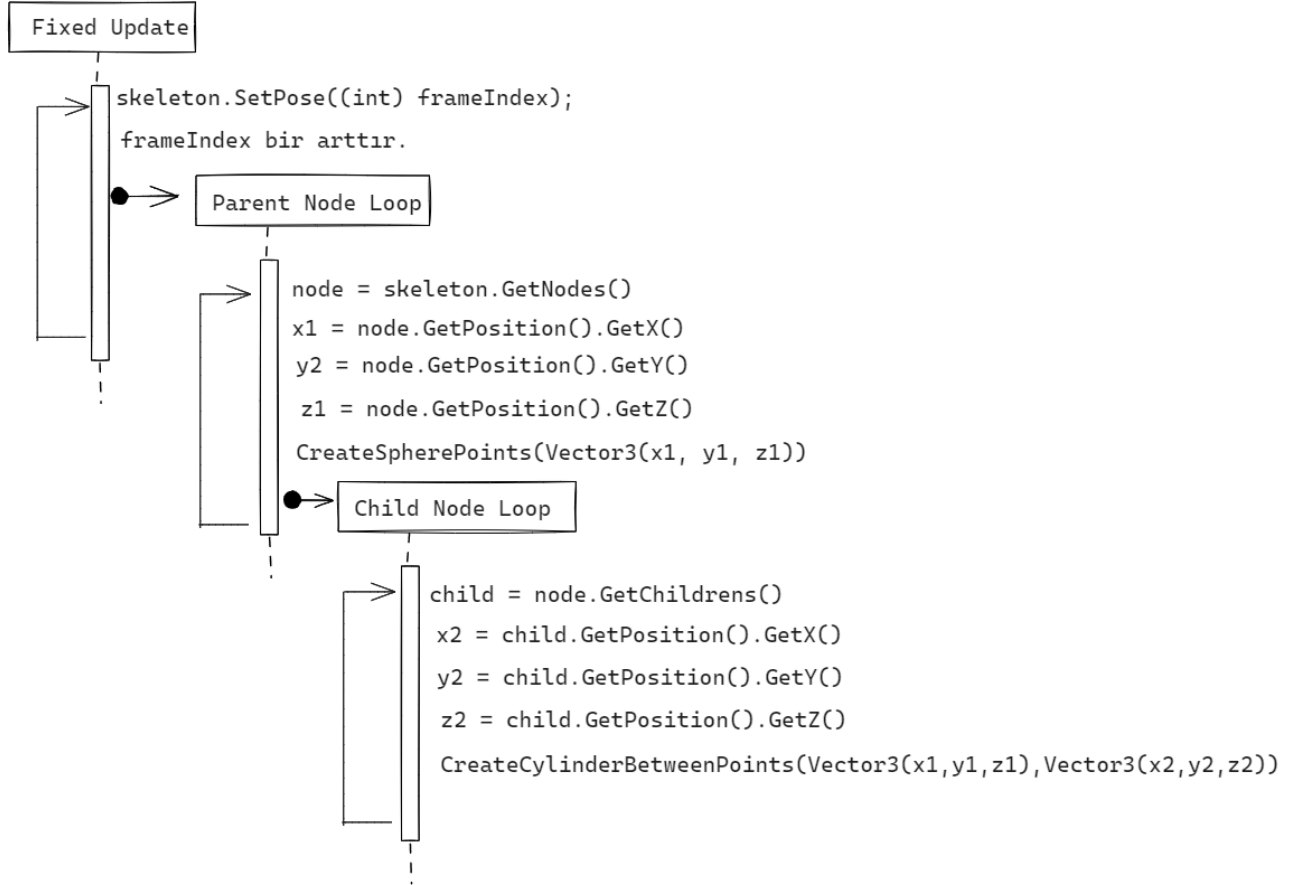 Fixed Update
skeleton.SetPose((int) frameIndex);
frameIndex bir arttır.
Parent Node Loop
node = skeleton.GetNodes()
x1 = node.GetPosition().GetX()
y2 = node.GetPosition().GetY()
z1 = node.GetPosition().GetZ()
CreateSpherePoints(Vector3(x1, y1, z1))
Child Node Loop
child = node.GetChildrens()
x2 = child.GetPosition().GetX()
y2 = child.GetPosition().GetY()
z2 = child.GetPosition().GetZ()
CreateCylinderBetweenPoints(Vector3(x1,y1,z1),Vector3(x2,y2,z2))